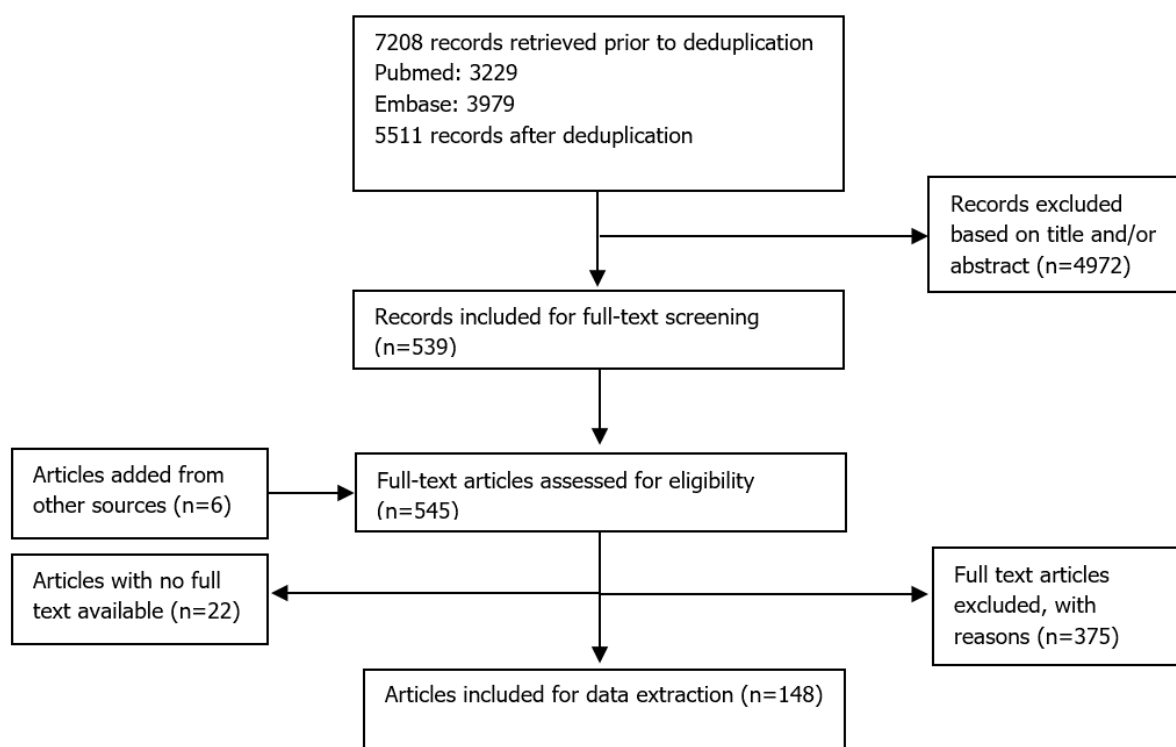 7208 records retrieved prior to deduplication
Pubmed: 3229
Embase: 3979
5511 records after deduplication
Records excluded
based on title and/or
abstract (n=4972)
Records included for full-text screening
(n=539)
Articles added from
other sources (n=6)
Full-text articles assessed for eligibility
(n=545)
Articles with no full
text available (n=22)
Full text articles
excluded, with
reasons (n=375)
Articles included for data extraction (n=148)